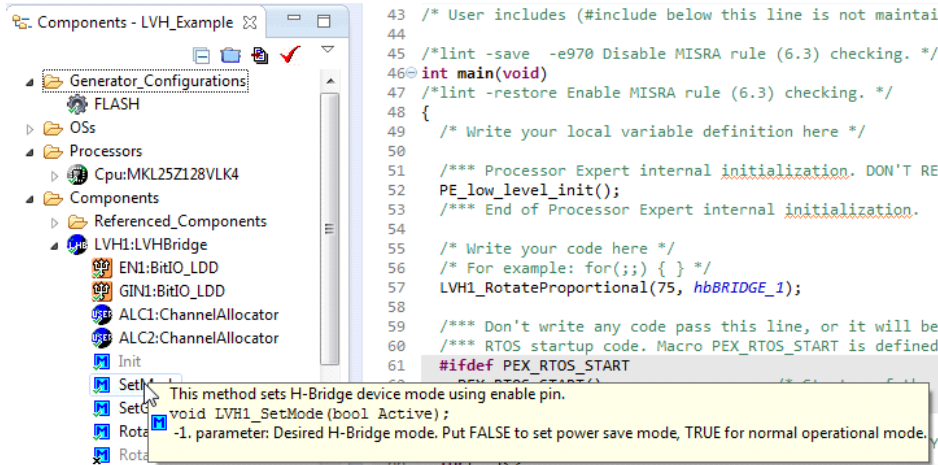 Components - LVH_Example
Generator_Configurations
FLASH
OSs
Processors
Cpu:MKL25Z128VLK4
Components
Referenced_Components
LVH1:LVHBridge
EN1:BitIO_LDD
GIN1:BitIO_LDD
ALC1:ChannelAllocator
ALC2:ChannelAllocator
Init
SetMod
SetG
Rota
Rota
43 /* User includes (#include below this line is not maintai
44
45 /*lint -save  -e970 Disable MISRA rule (6.3) checking. */
46 int main(void)
47 /*lint -restore Enable MISRA rule (6.3) checking. */
48 {
49   /* Write your local variable definition here */
50
51   /*** Processor Expert internal initialization. DON'T RE
52   PE_low_level_init();
53   /*** End of Processor Expert internal initialization.
54
55   /* Write your code here */
56   /* For example: for(;;) { } */
57   LVH1_RotateProportional(75, hbBRIDGE_1);
58
59   /*** Don't write any code pass this line, or it will be
60   /*** RTOS startup code. Macro PEX_RTOS_START is defined
61   #ifdef PEX_RTOS_START
This method sets H-Bridge device mode using enable pin.
void LVH1_SetMode(bool Active);
-1. parameter: Desired H-Bridge mode. Put FALSE to set power save mode, TRUE for normal operational mode.